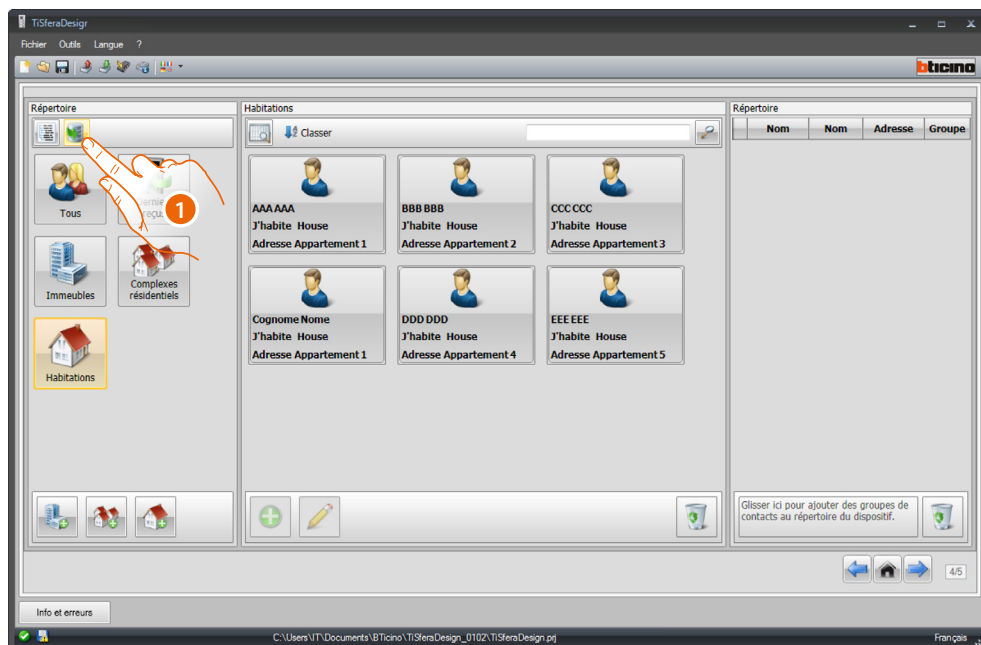 TiSferaDesigr
Fichier Outils Langue ?
bticino
Répertoire
Tous
reçus
1
Immeubles
Complexes
résidentiels
Habitations
Habitations
Classer
AAA AAA
J'habite House
Adresse Appartement 1
BBB BBB
J'habite House
Adresse Appartement 2
CCC CCC
J'habite House
Adresse Appartement 3
Cognome Nome
J'habite House
Adresse Appartement 1
DDD DDD
J'habite House
Adresse Appartement 4
EEE EEE
J'habite House
Adresse Appartement 5
Répertoire
Nom Nom Adresse Groupe
Glisser ici pour ajouter des groupes de
contacts au répertoire du dispositif.
4/5
Info et erreurs
C:\Users\IT\Documents\BTicino\TiSferaDesign_0102\TiSferaDesign.prj
Français